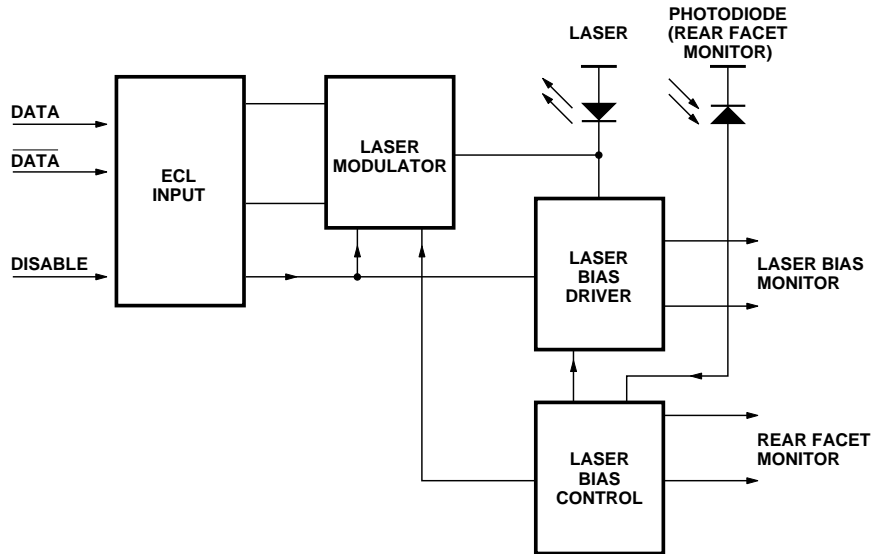 PHOTODIODE
(REAR FACET
MONITOR)
LASER
DATA
DATA
DISABLE
ECL
INPUT
LASER
MODULATOR
LASER
BIAS
DRIVER
LASER BIAS
MONITOR
LASER
BIAS
CONTROL
REAR FACET
MONITOR